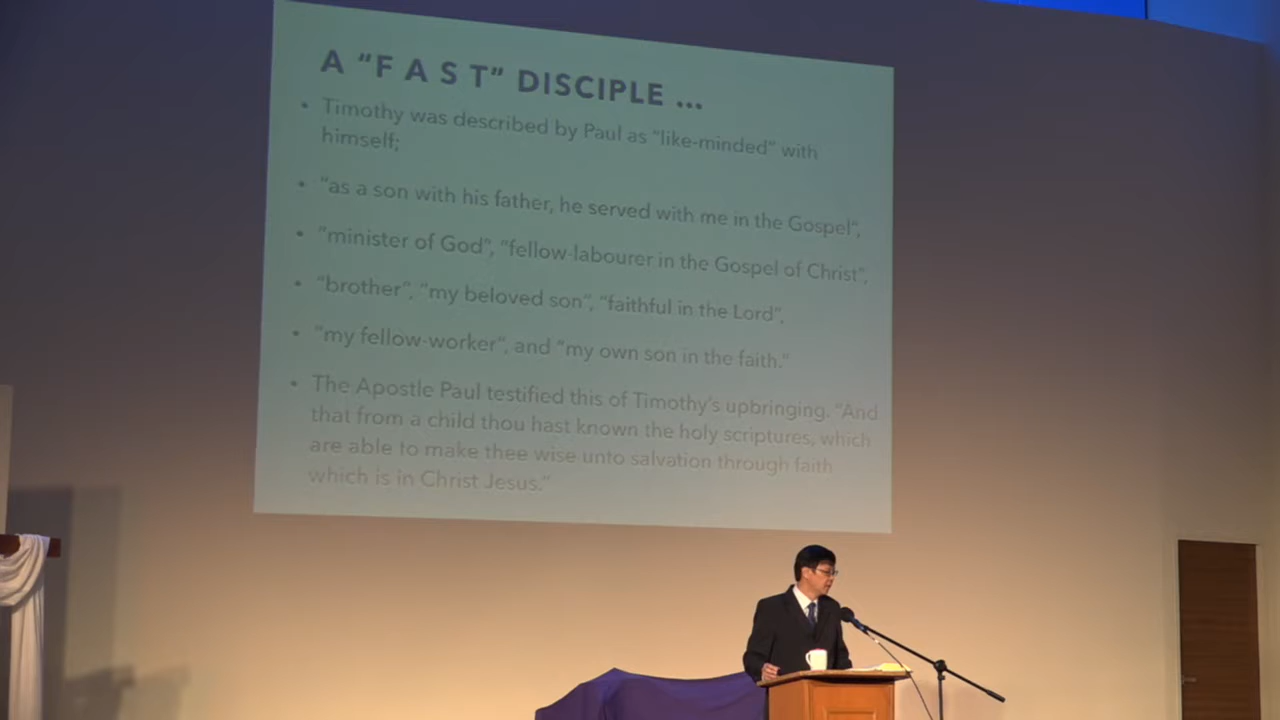 A “F A S T” DISCIPLE ...
• Timothy was described by Paul as “like-minded” with
himself;
• “as a son with his father, he served with me in the Gospel”,
• “minister of God”, “fellow-labourer in the Gospel of Christ”,
• “brother”, “my beloved son”, “faithful in the Lord”,
• “my fellow-worker”, and “my own son in the faith.”
• The Apostle Paul testified this of Timothy’s upbringing. “And
that from a child thou hast known the holy scriptures, which
are able to make thee wise unto salvation through faith
which is in Christ Jesus.”